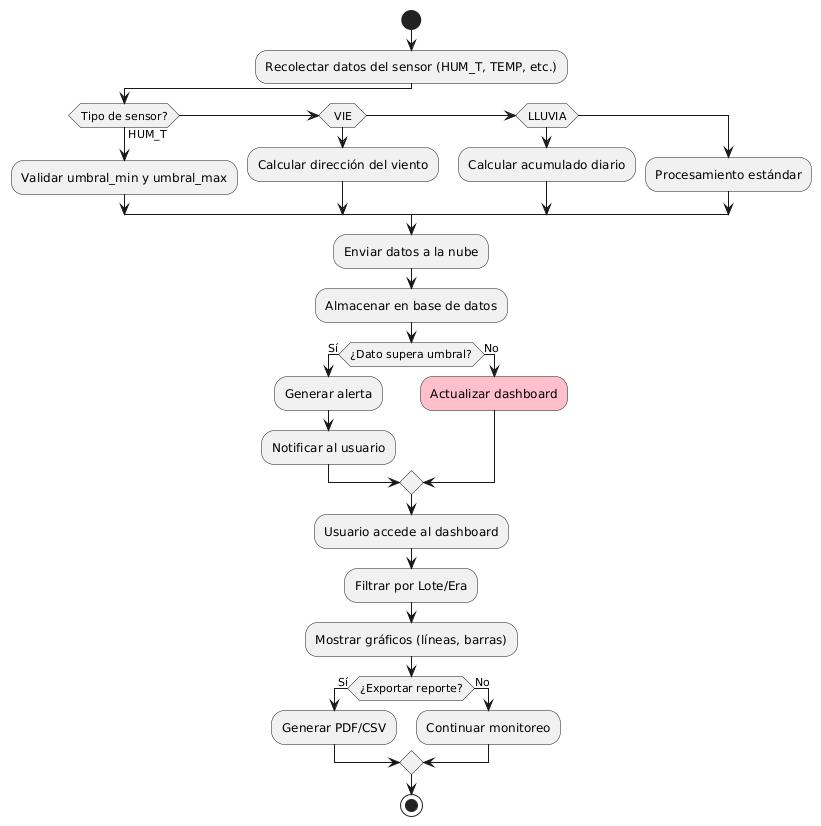 Recolectar datos del sensor (HUM_T, TEMP, etc.)
Tipo de sensor?
VIE
LLUVIA
HUM_T
Validar umbral_min y umbral_max
Calcular dirección del viento
Calcular acumulado diario
Procesamiento estándar
Enviar datos a la nube
Almacenar en base de datos
Sí
¿Dato supera umbral?
No
Generar alerta
Actualizar dashboard
Notificar al usuario
Usuario accede al dashboard
Filtrar por Lote/Era
Mostrar gráficos (líneas, barras)
Sí
¿Exportar reporte?
No
Generar PDF/CSV
Continuar monitoreo